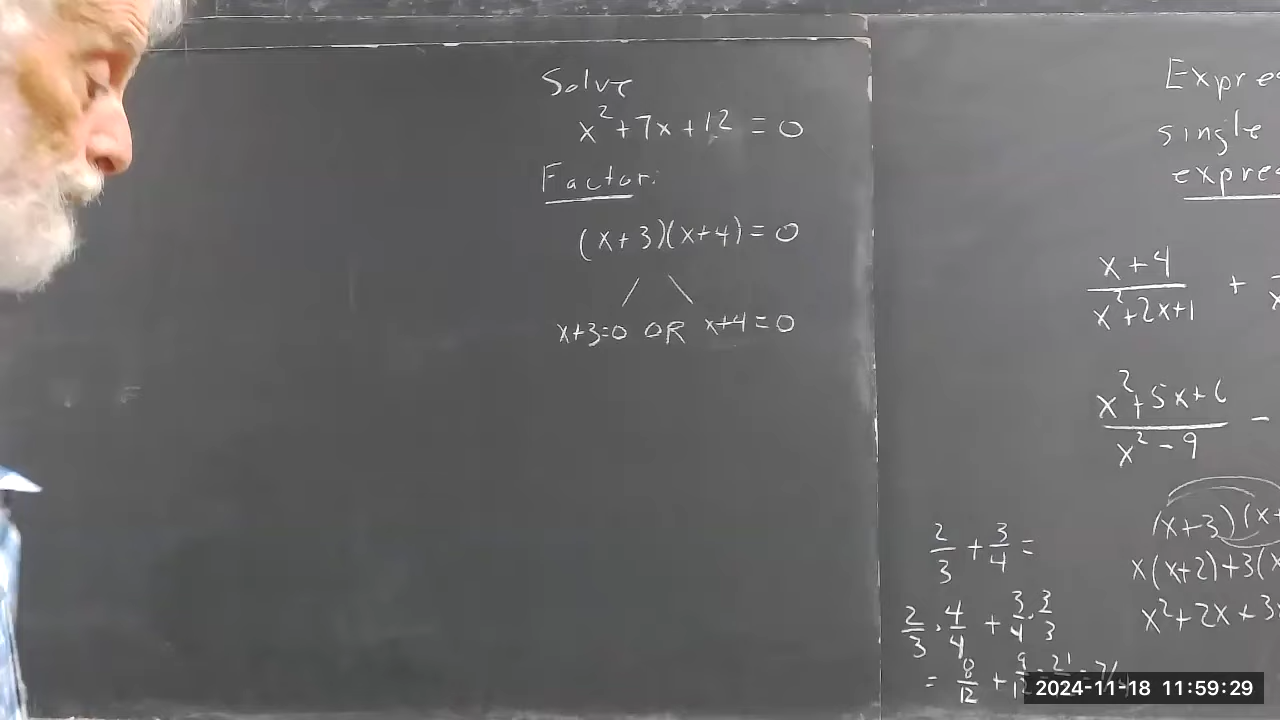 Solve
x²+7x+12=0
Factor:
(x+3)(x+4)=0
x+3=0 OR x+4=0
single
x+4
x²+2x+1
+
x²+5x+6
x²-9
-
2/3 + 3/4 =
2/3 · 4/4 + 3/4 · 3/3
= 8/12 +
(x+3)(x+
x(x+2)+3(x
x²+2x+3
2024-11-18 11:59:29